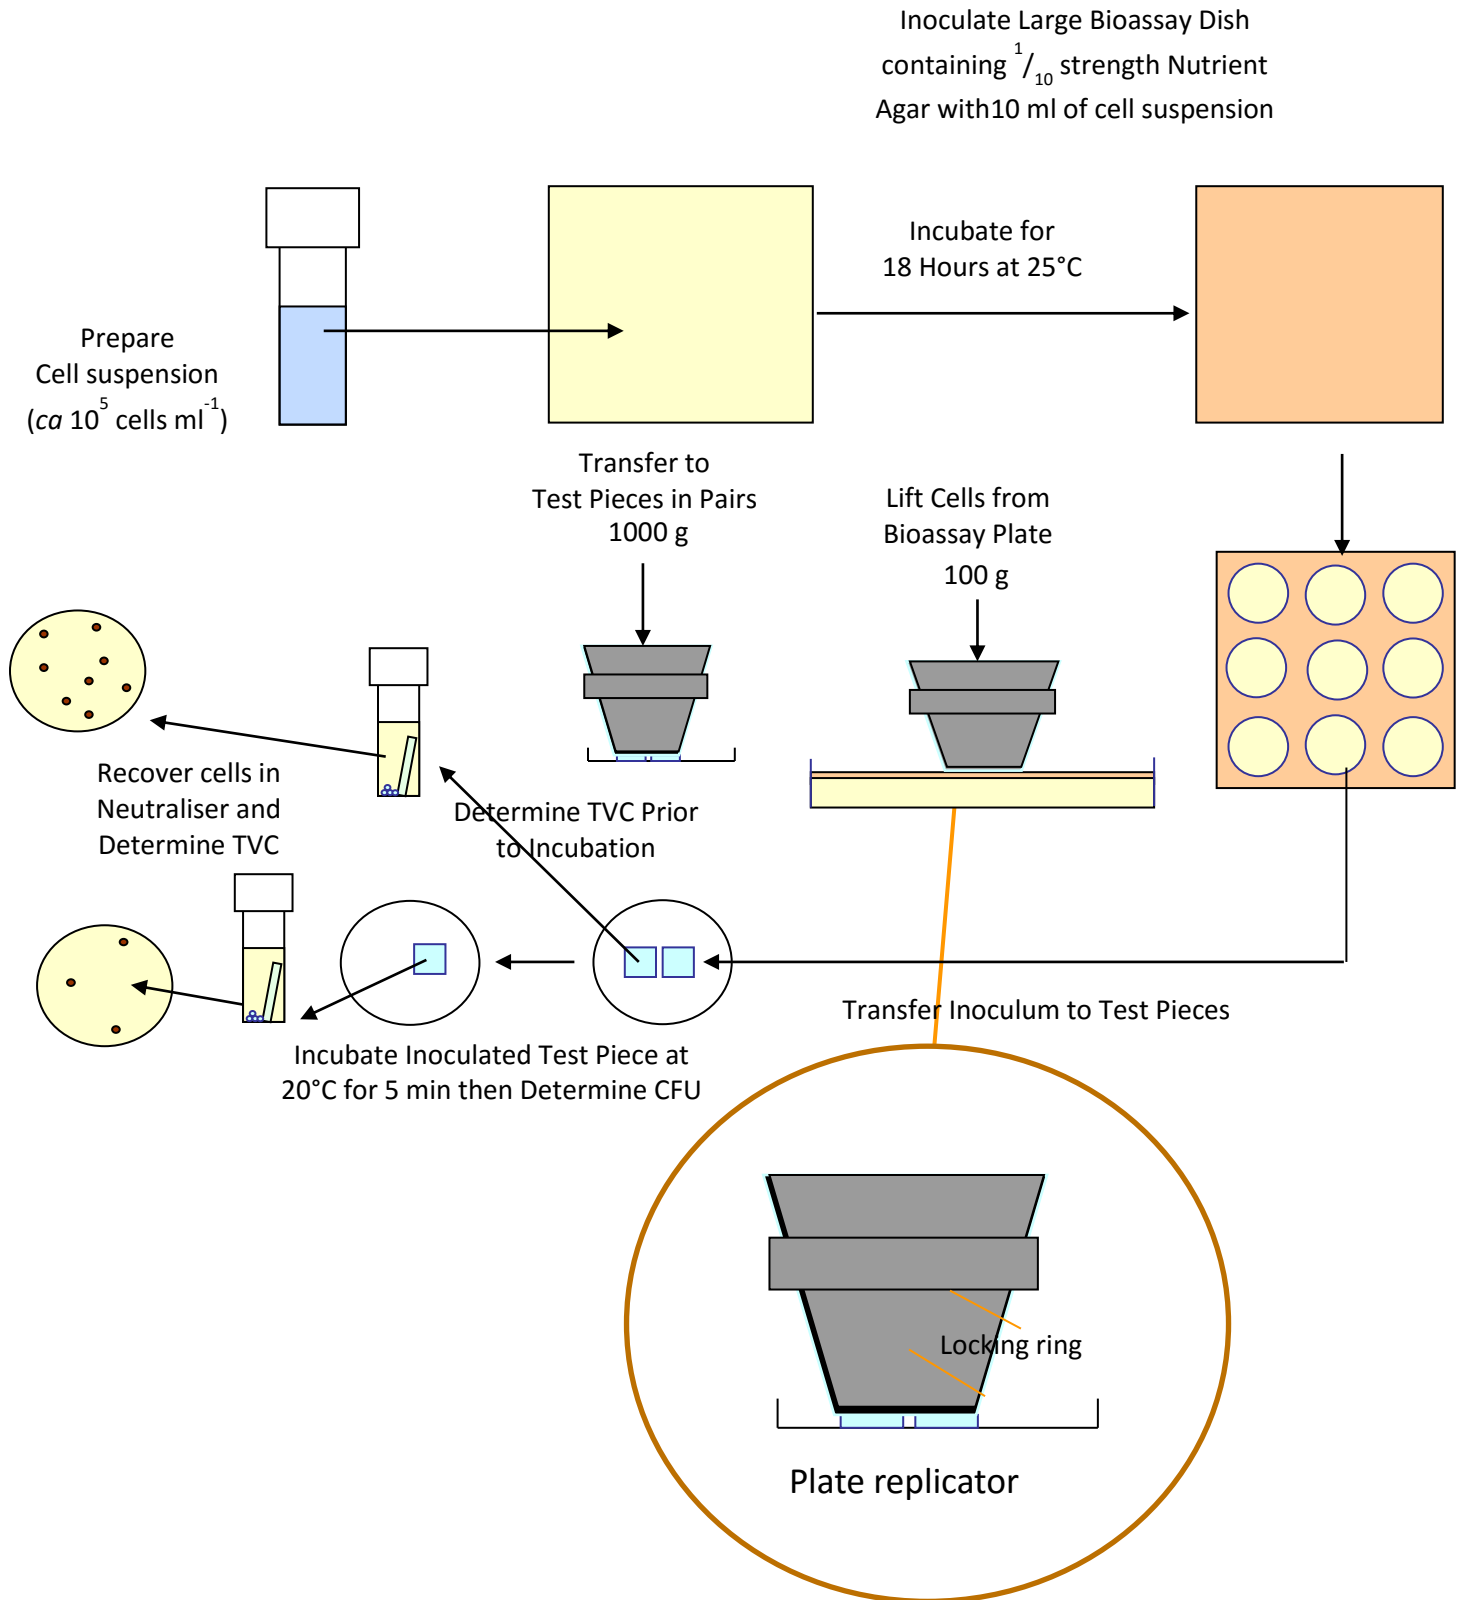 Inoculate Large Bioassay Dish
containing 1/10 strength Nutrient
Agar with10 ml of cell suspension
Incubate for
18 Hours at 25°C
Prepare
Cell suspension
(ca 10^5 cells ml^-1)
Transfer to
Test Pieces in Pairs
1000 g
Lift Cells from
Bioassay Plate
100 g
Recover cells in
Neutraliser and
Determine TVC
Determine TVC Prior
to Incubation
Transfer Inoculum to Test Pieces
Incubate Inoculated Test Piece at
20°C for 5 min then Determine CFU
Locking ring
Plate replicator